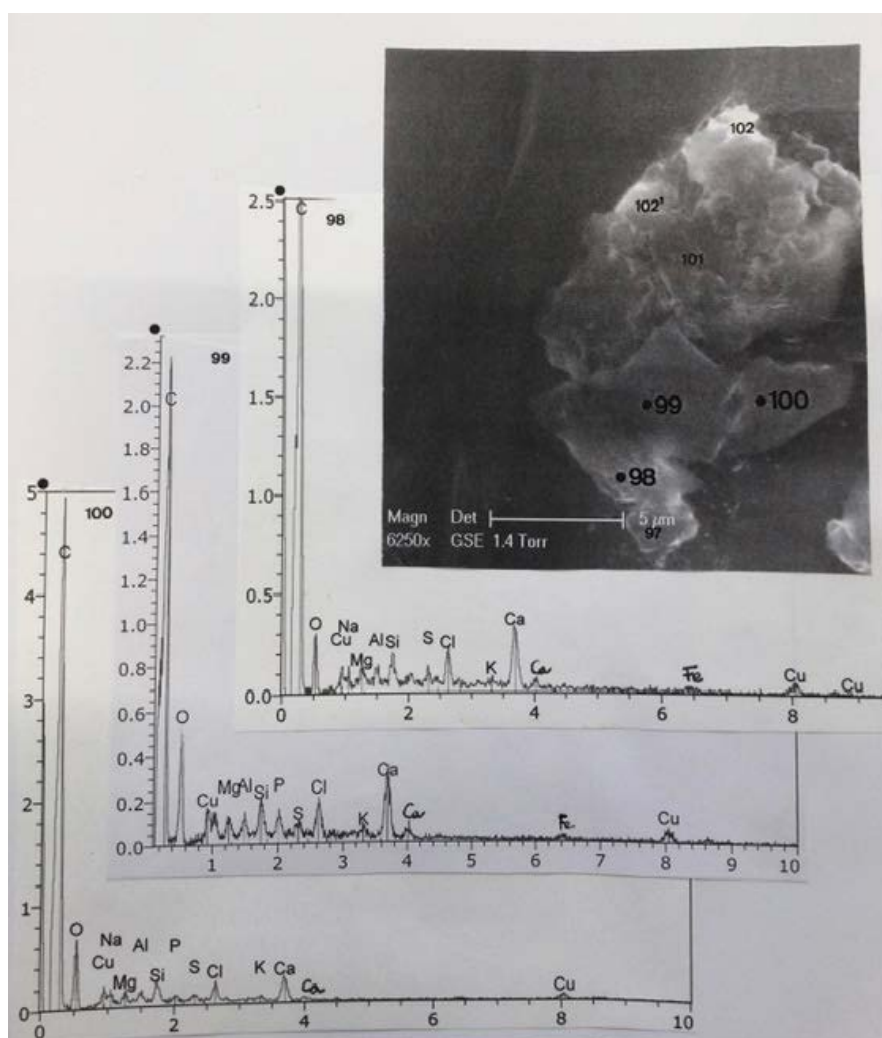 102
102¹
101
99
100
98
97
Magn Det 5 µm
6250x GSE 1.4 Torr
98
2.5
2.0
1.5
1.0
0.5
0.0
C
O
Na
Cu
Mg
Al Si
S
Cl
K
Ca
Ca
Fe
Cu
Cu
0 2 4 6 8
99
2.2
2.0
1.8
1.6
1.4
1.2
1.0
0.8
0.6
0.4
0.2
0.0
C
O
Cu
Mg
Al
Si
P
S
Cl
K
Ca
Ca
Fe
Cu
1 2 3 4 5 6 7 8 9 10
100
5
4
3
2
1
0
C
O
Na
Cu
Mg
Al
Si
P
S
Cl
K
Ca
Ca
Cu
0 2 4 6 8 10